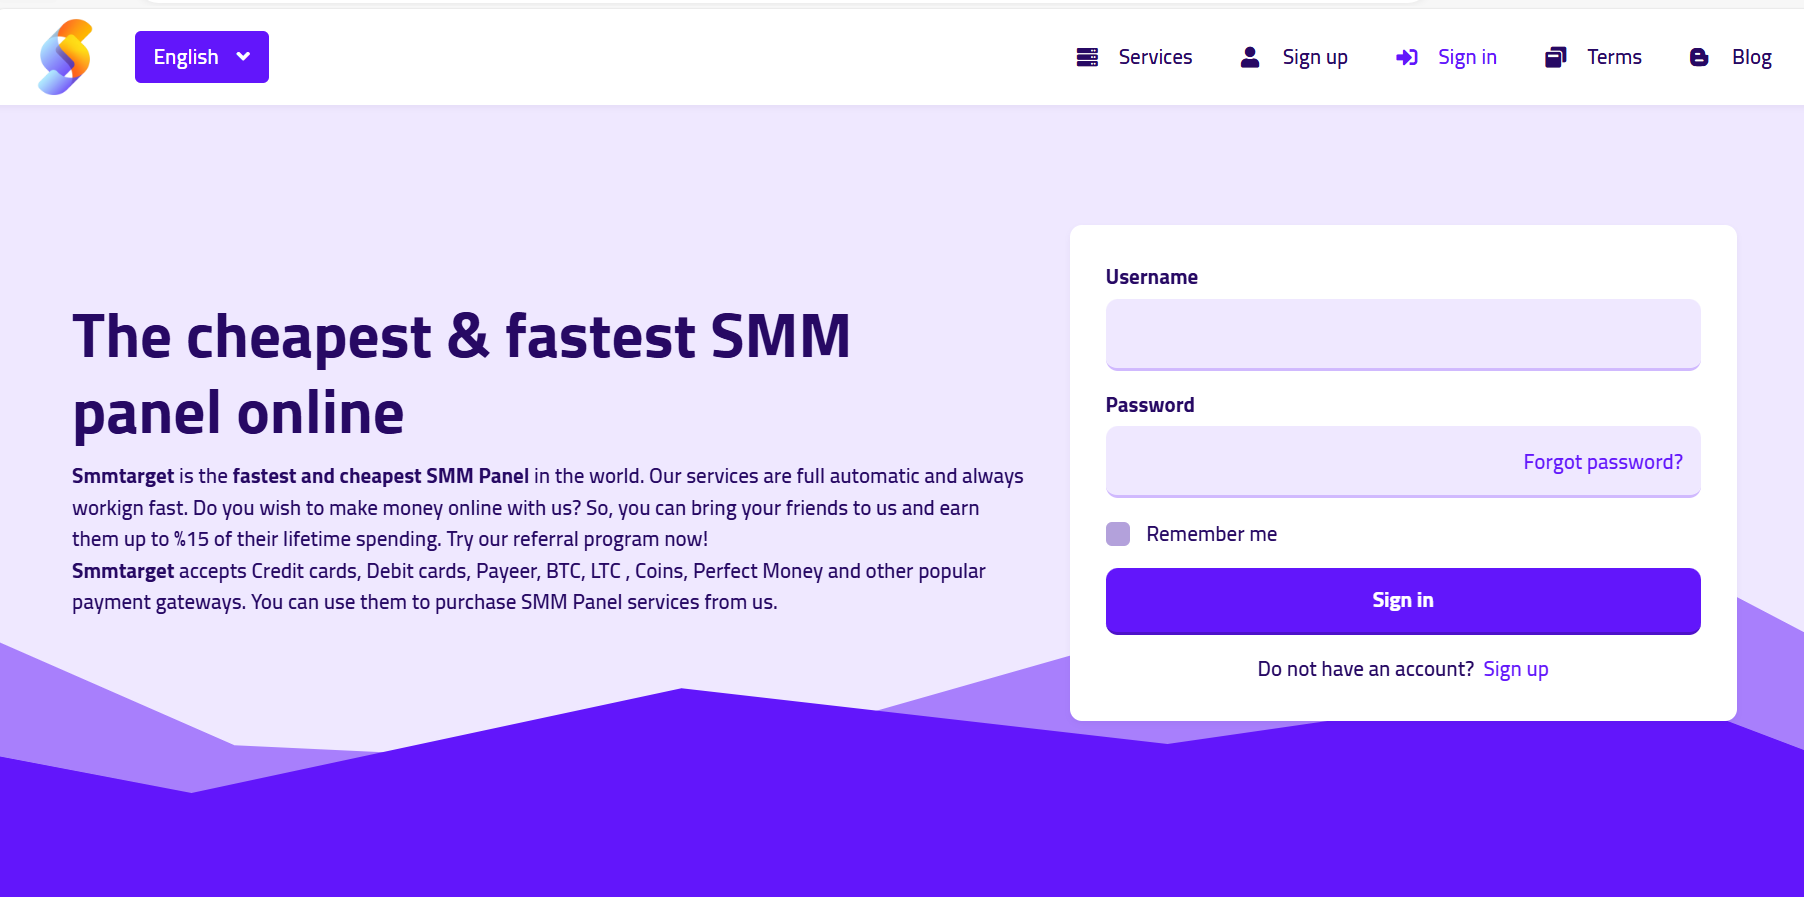 English
Services
Sign up
Sign in
Terms
Blog
The cheapest & fastest SMM
panel online
Smmtarget is the fastest and cheapest SMM Panel in the world. Our services are full automatic and always
workign fast. Do you wish to make money online with us? So, you can bring your friends to us and earn
them up to %15 of their lifetime spending. Try our referral program now!
Smmtarget accepts Credit cards, Debit cards, Payeer, BTC, LTC , Coins, Perfect Money and other popular
payment gateways. You can use them to purchase SMM Panel services from us.
Username
Password
Forgot password?
Remember me
Sign in
Do not have an account? Sign up